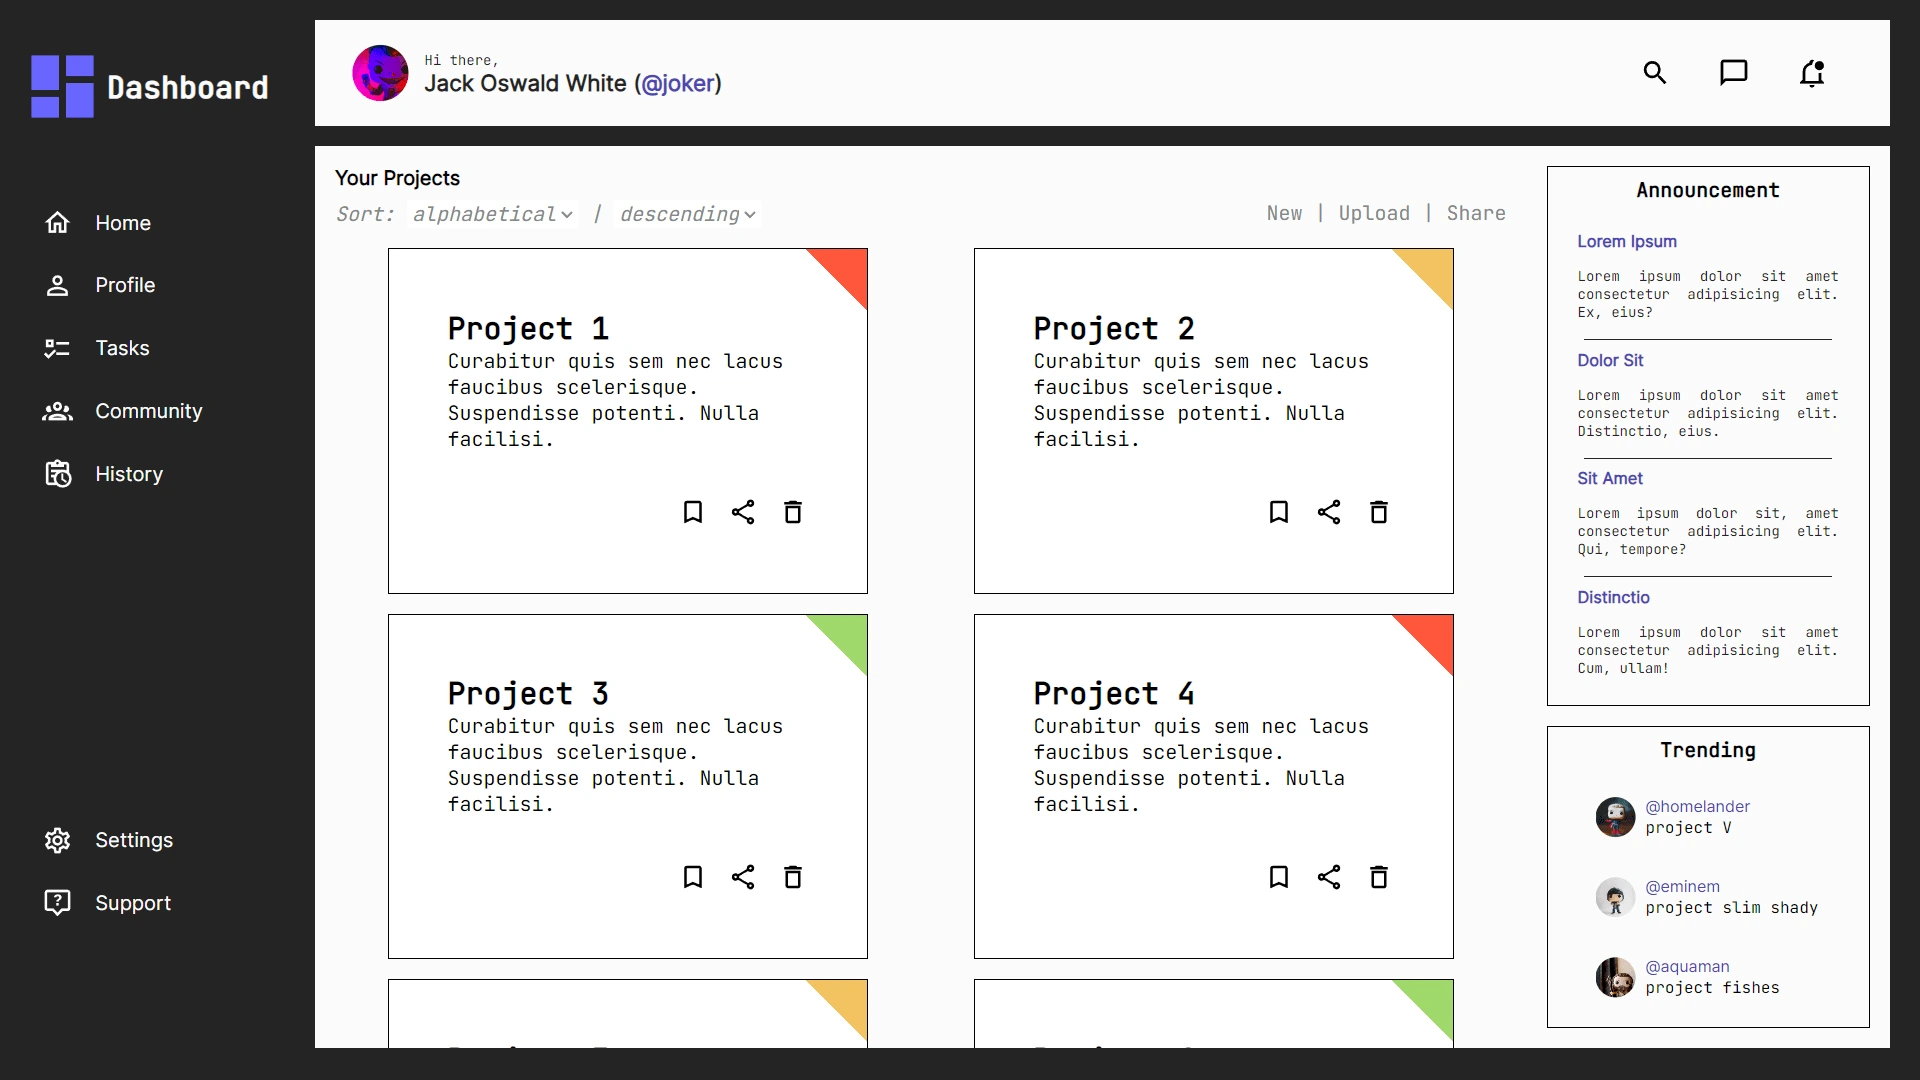 Dashboard
Home
Profile
Tasks
Community
History
Settings
Support
Hi there,
Jack Oswald White (@joker)
Your Projects
Sort: alphabetical / descending
New | Upload | Share
Project 1
Curabitur quis sem nec lacus
faucibus scelerisque.
Suspendisse potenti. Nulla
facilisi.
Project 2
Curabitur quis sem nec lacus
faucibus scelerisque.
Suspendisse potenti. Nulla
facilisi.
Project 3
Curabitur quis sem nec lacus
faucibus scelerisque.
Suspendisse potenti. Nulla
facilisi.
Project 4
Curabitur quis sem nec lacus
faucibus scelerisque.
Suspendisse potenti. Nulla
facilisi.
Announcement
Lorem Ipsum
Lorem ipsum dolor sit amet
consectetur adipisicing elit.
Ex, eius?
Dolor Sit
Lorem ipsum dolor sit amet
consectetur adipisicing elit.
Distinctio, eius.
Sit Amet
Lorem ipsum dolor sit, amet
consectetur adipisicing elit.
Qui, tempore?
Distinctio
Lorem ipsum dolor sit amet
consectetur adipisicing elit.
Cum, ullam!
Trending
@homelander
project V
@eminem
project slim shady
@aquaman
project fishes